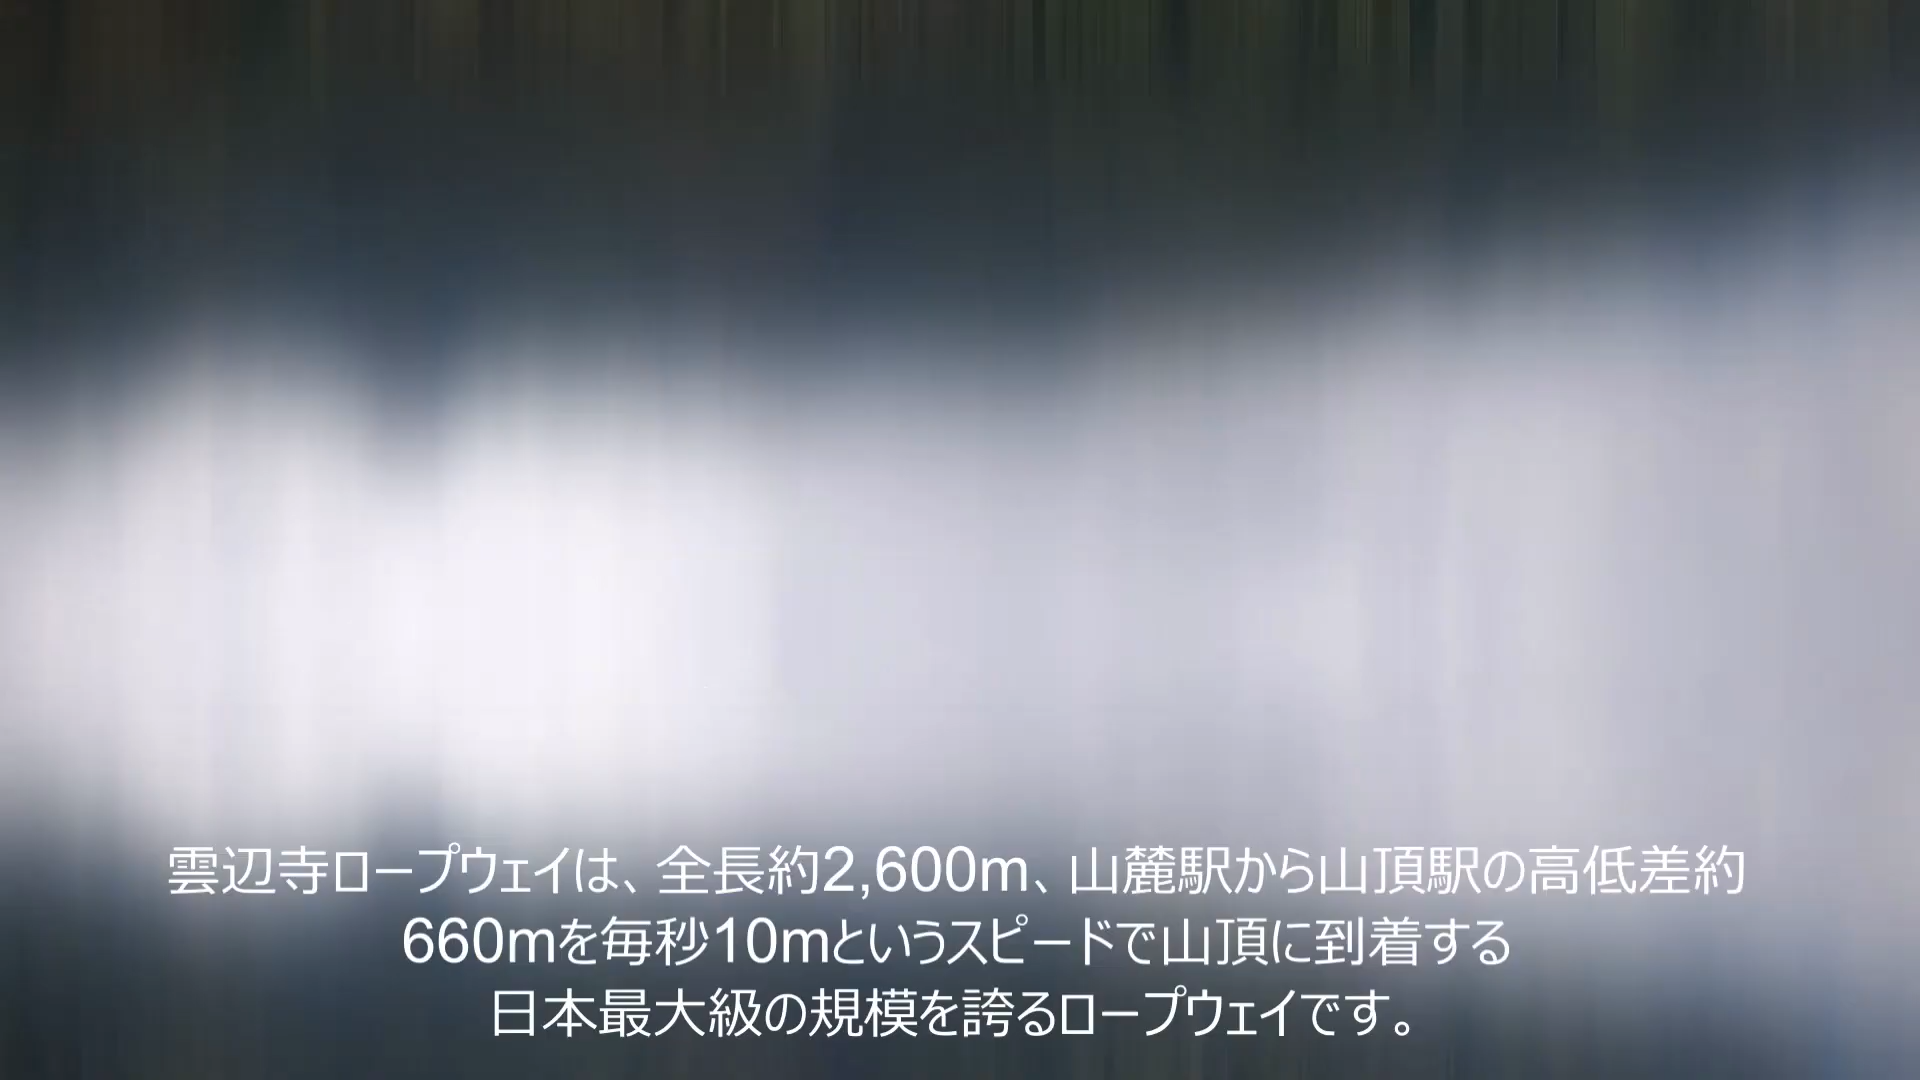 雲辺寺ロープウェイは、全長約2,600m、山麓駅から山頂駅の高低差約
660mを毎秒10mというスピードで山頂に到着する
日本最大級の規模を誇るロープウェイです。